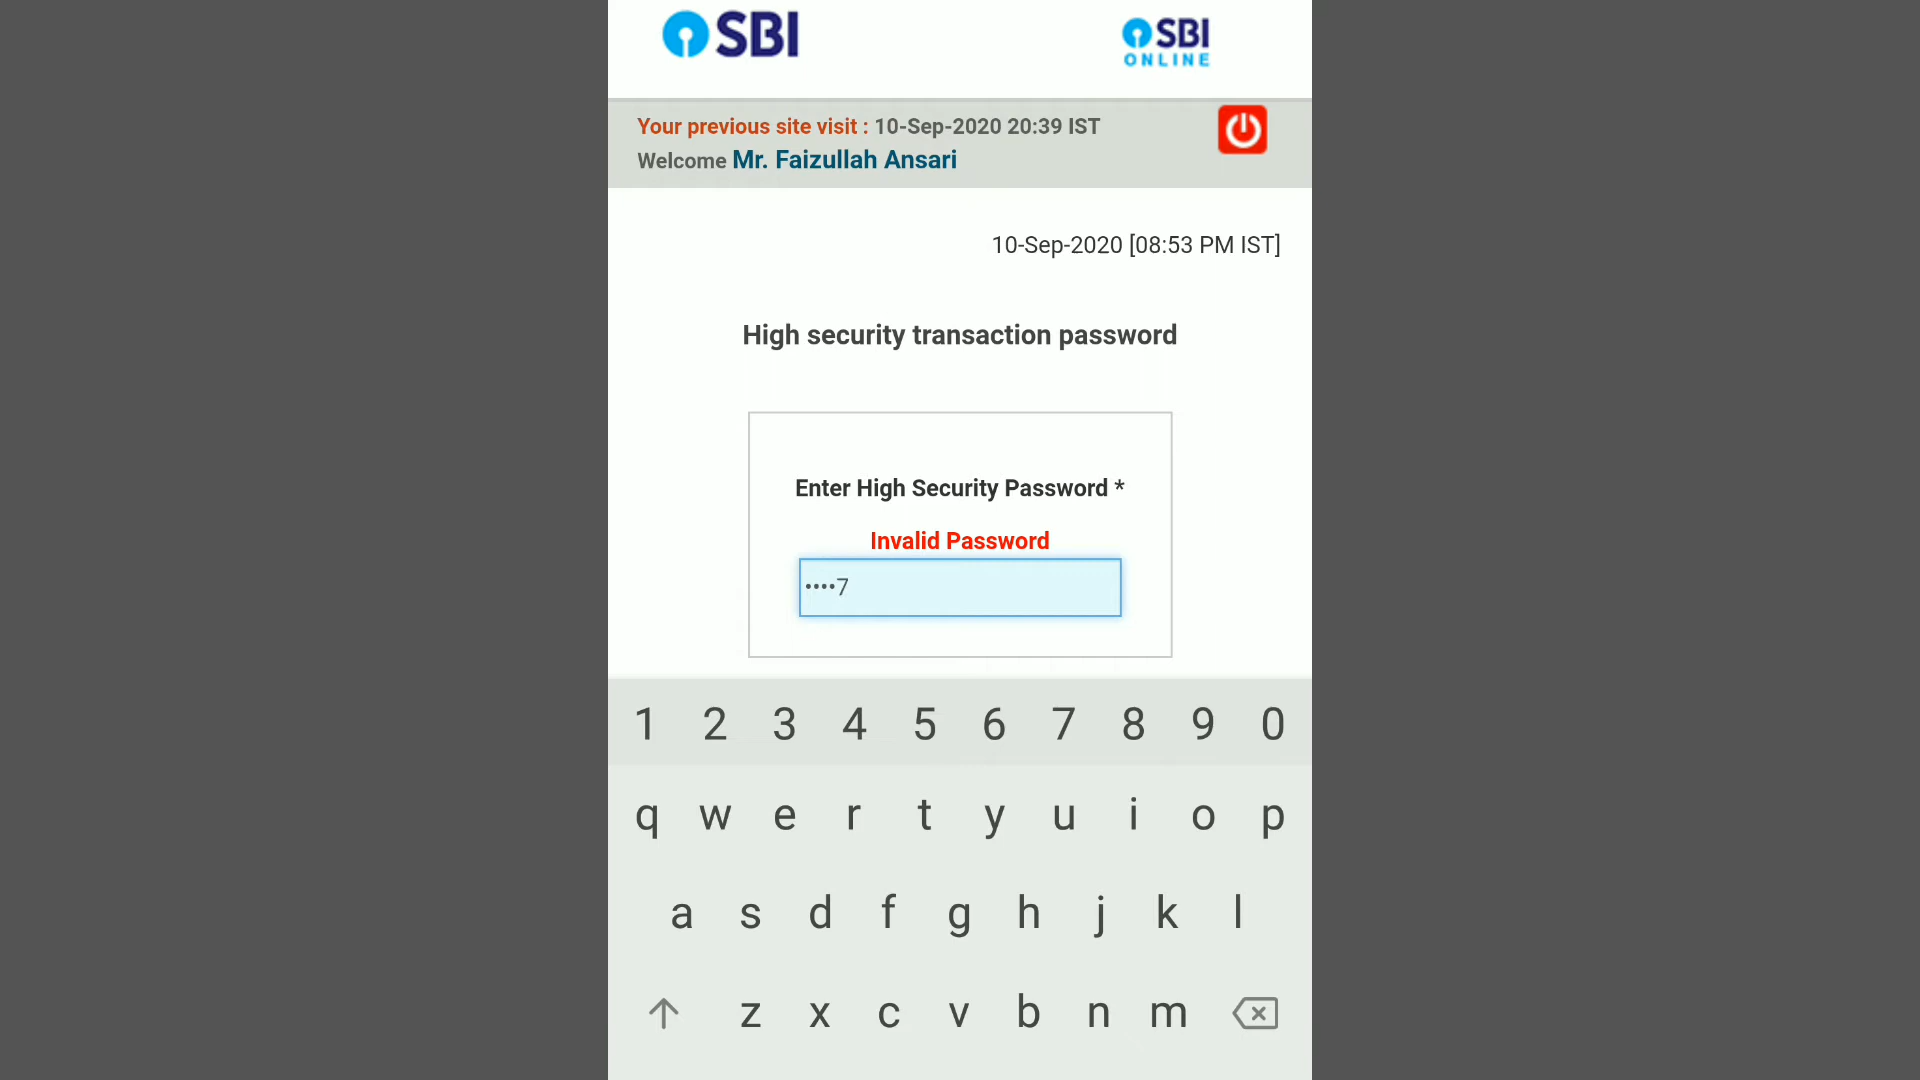 SBI
SBI
ONLINE
Your previous site visit : 10-Sep-2020 20:39 IST
Welcome Mr. Faizullah Ansari
10-Sep-2020 [08:53 PM IST]
High security transaction password
Enter High Security Password *
Invalid Password
••••7
1 2 3 4 5 6 7 8 9 0
q w e r t y u i o p
a s d f g h j k l
z x c v b n m